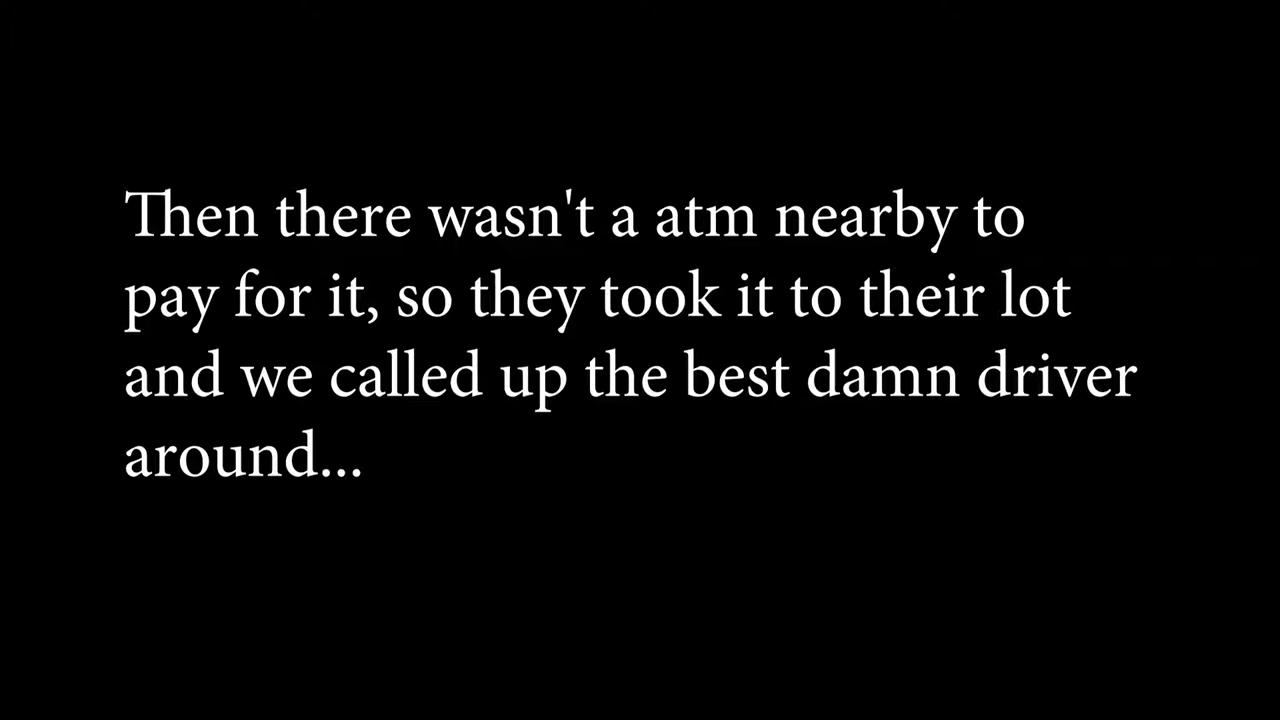 Then there wasn't a atm nearby to
pay for it, so they took it to their lot
and we called up the best damn driver
around...